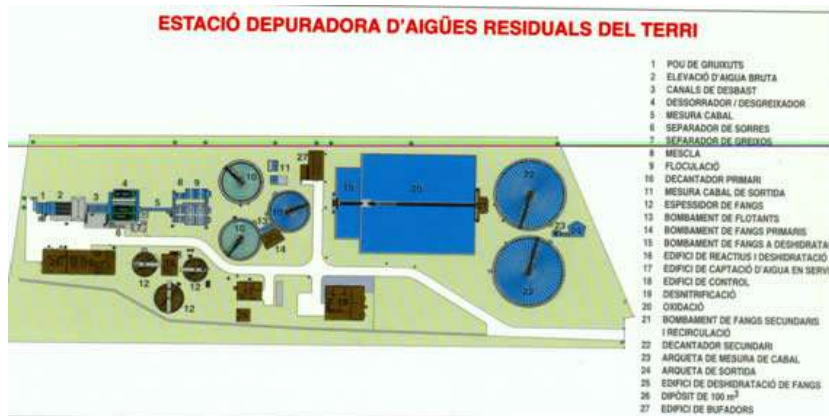 ESTACIÓ DEPURADORA D'AIGÜES RESIDUALS DEL TERRI
1 POU DE GRUIXUTS
2 ELEVACIÓ D'AIGUA BRUTA
3 CANALS DE DESBAST
4 DESSORRADOR / DESGREIXADOR
5 MESURA CABAL
6 SEPARADOR DE SORRES
7 SEPARADOR DE GREIXOS
8 MESCLA
9 FLOCULACIÓ
10 DECANTADOR PRIMARI
11 MESURA CABAL DE SORTIDA
12 ESPESSIDOR DE FANGS
13 BOMBAMENT DE FLOTANTS
14 BOMBAMENT DE FANGS PRIMARIS
15 BOMBAMENT DE FANGS A DESHIDRATA
16 EDIFICI DE REACTIUS I DESHIDRATACIÓ
17 EDIFICI DE CAPTACIÓ D'AIGUA EN SERVE
18 EDIFICI DE CONTROL
19 DESNITRIFICACIÓ
20 OXIDACIÓ
21 BOMBAMENT DE FANGS SECUNDARIS
I RECIRCULACIÓ
22 DECANTADOR SECUNDARI
23 ARQUETA DE MESURA DE CABAL
24 ARQUETA DE SORTIDA
25 EDIFICI DE DESHIDRATACIÓ DE FANGS
26 DIPÒSIT DE 100 m3
27 EDIFICI DE BUFADORS
27
4
10
11
8 9
1 2
3
5
10
13
14
10
20
22
23
22
12
12
12